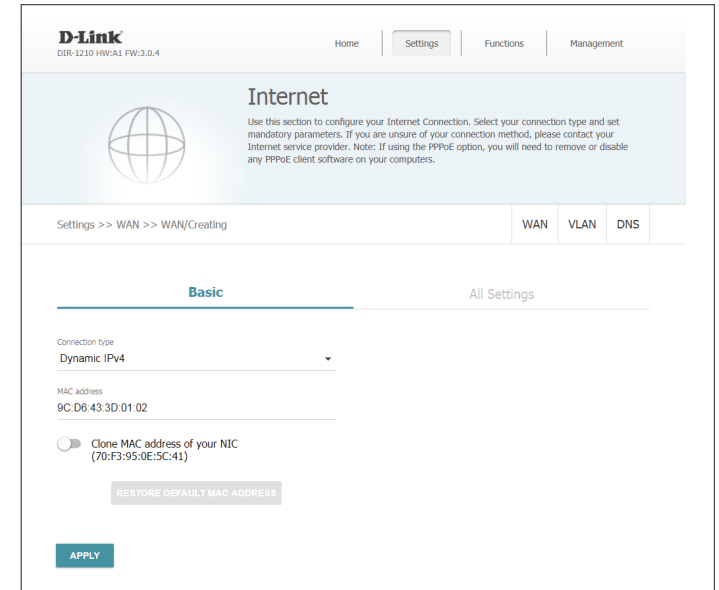 D-Link
DIR-1210 HW:A1 FW:3.0.4
Home
Settings
Functions
Management
Internet
Use this section to configure your Internet Connection. Select your connection type and set
mandatory parameters. If you are unsure of your connection method, please contact your
Internet service provider. Note: If using the PPPoE option, you will need to remove or disable
any PPPoE client software on your computers.
Settings >> WAN >> WAN/Creating
WAN
VLAN
DNS
Basic
All Settings
Connection type
Dynamic IPv4
MAC address
9C:D6:43:3D:01:02
Clone MAC address of your NIC
(70:F3:95:0E:5C:41)
RESTORE DEFAULT MAC ADDRESS
APPLY